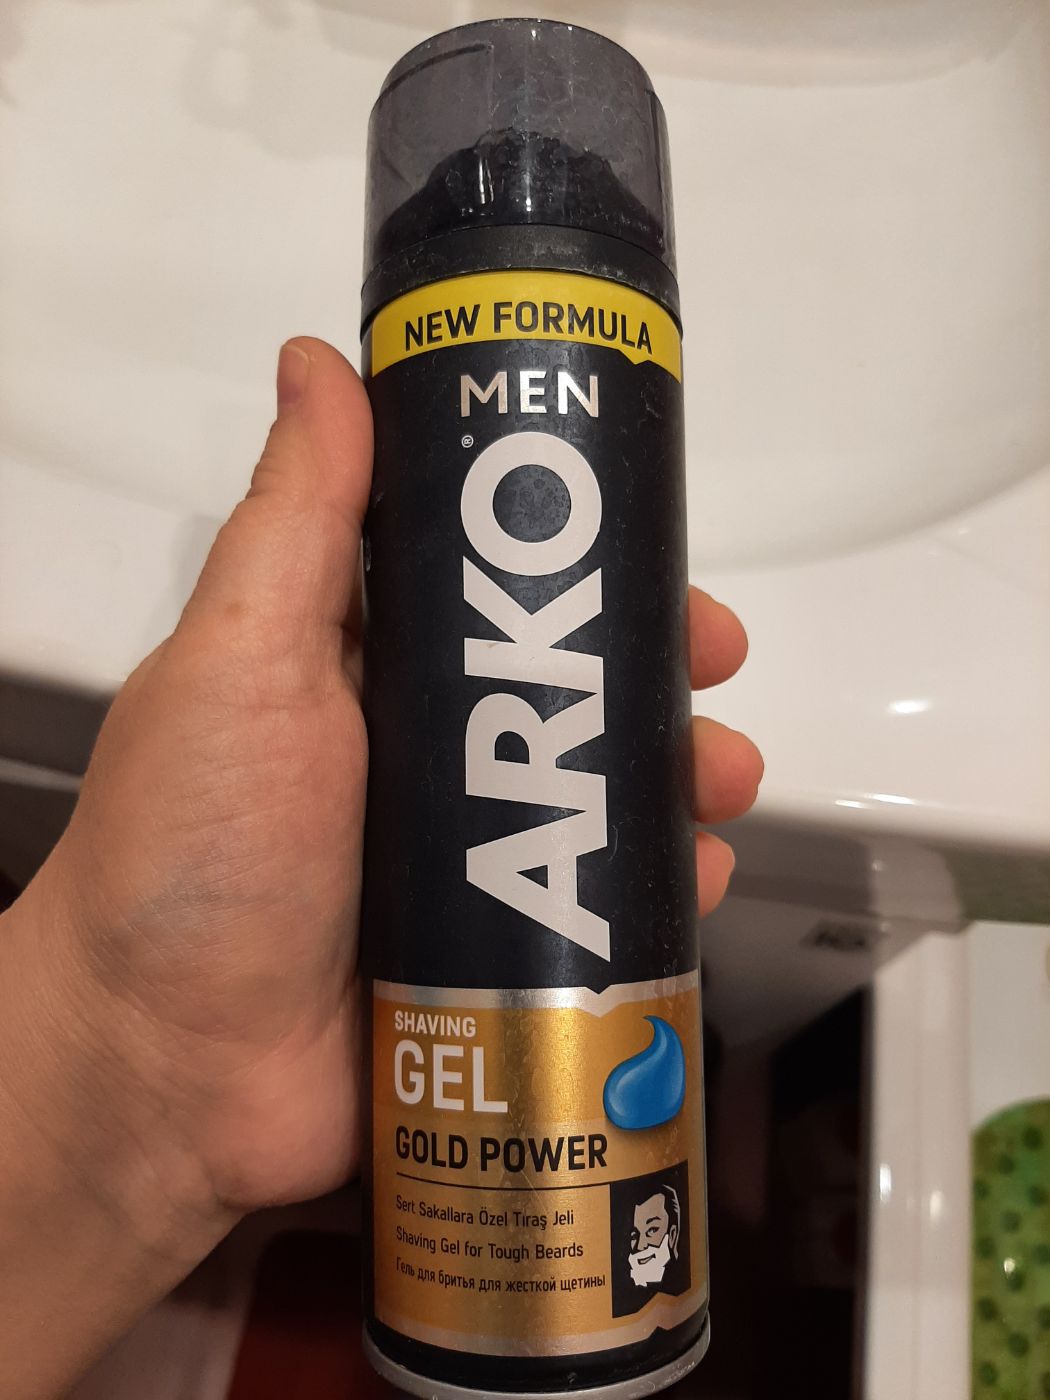 NEW FORMULA
MEN
ARKO®
SHAVING
GEL
GOLD POWER
Sert Sakallara Özel Tıraş Jeli
Shaving Gel for Tough Beards
Гель для бритья для жесткой щетины